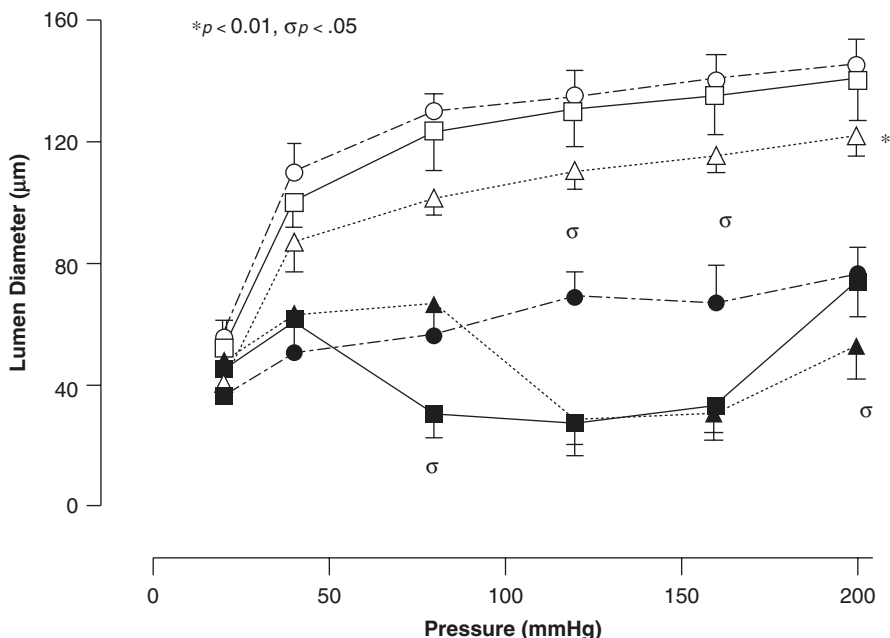 *p < 0.01, σp < .05
160
120
80
40
0
Lumen Diameter (μm)
*
σ
σ
σ
σ
0
50
100
150
200
Pressure (mmHg)